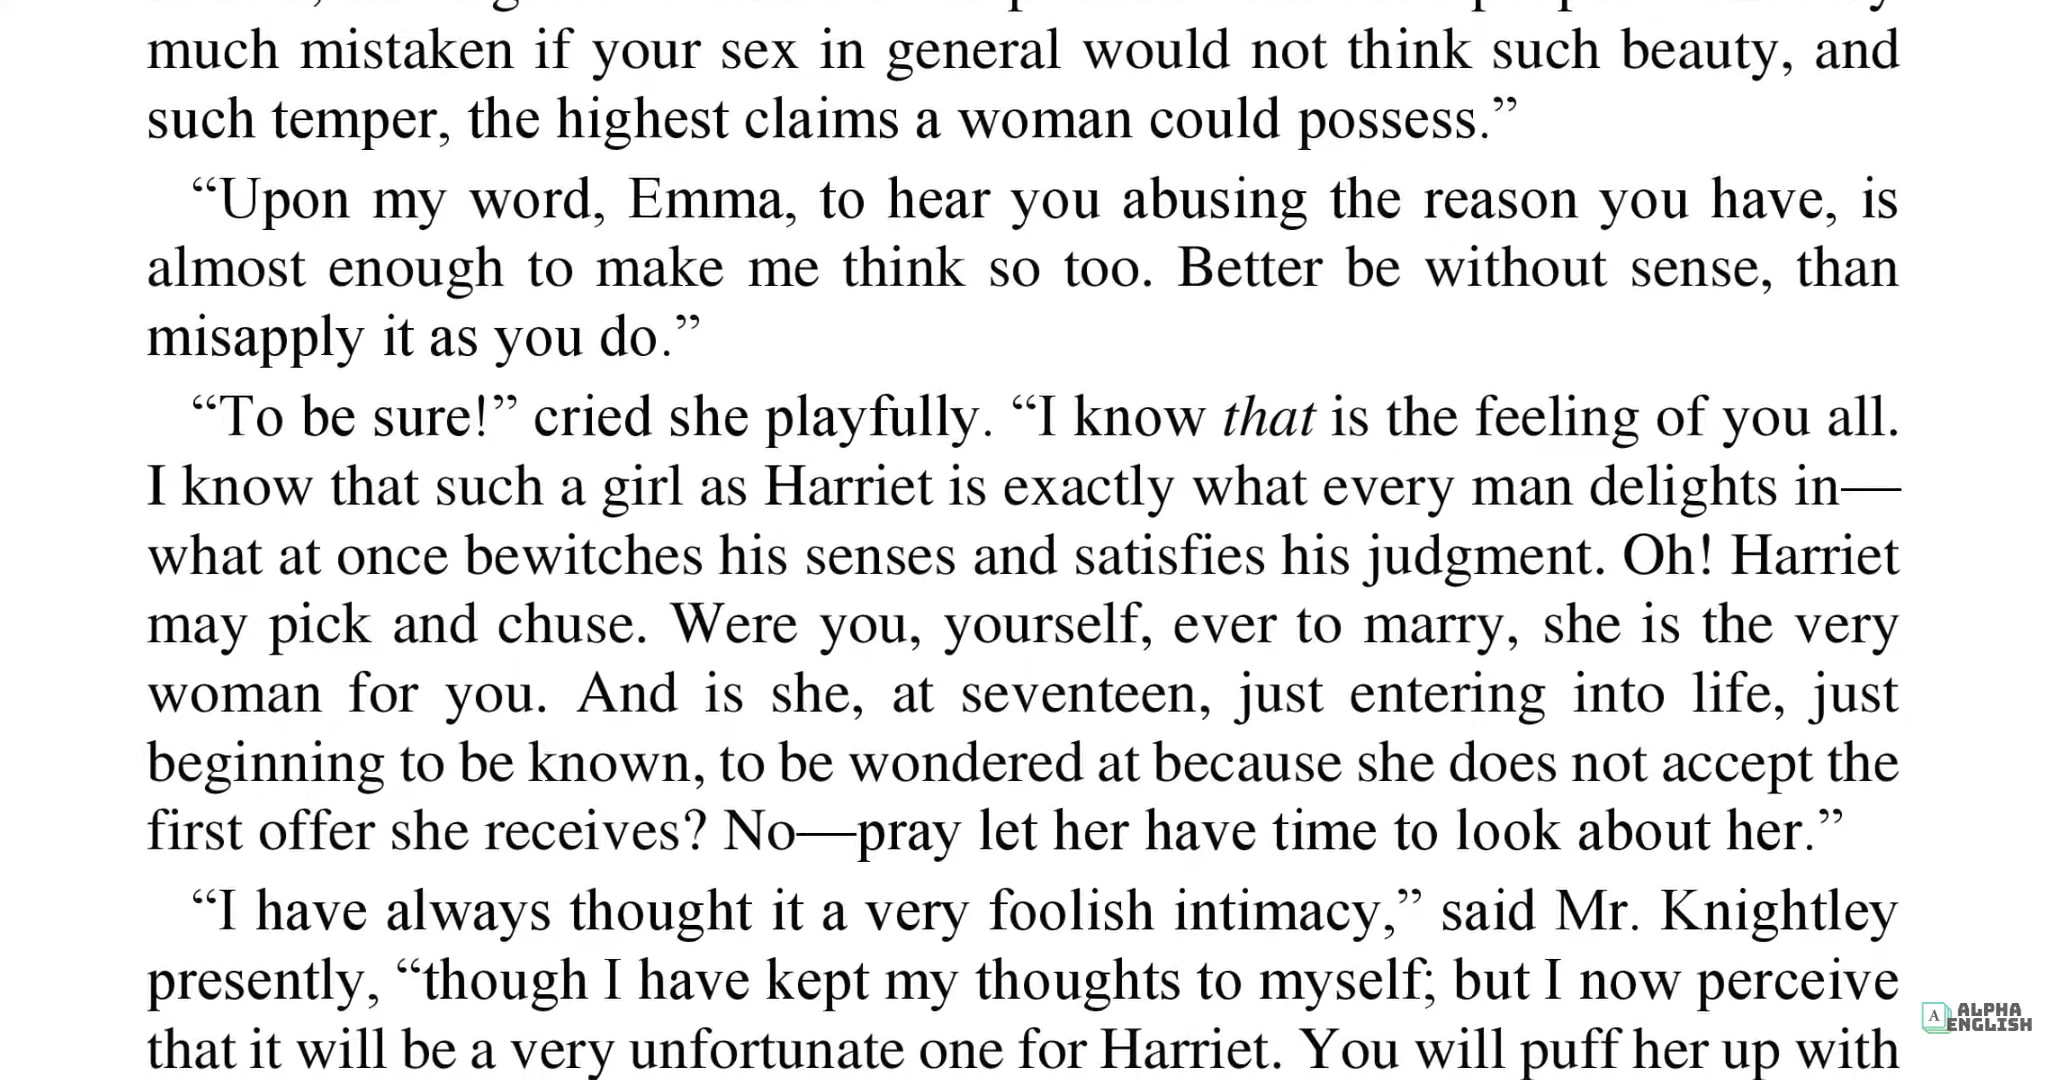 much mistaken if your sex in general would not think such beauty, and
such temper, the highest claims a woman could possess.”
“Upon my word, Emma, to hear you abusing the reason you have, is
almost enough to make me think so too. Better be without sense, than
misapply it as you do.”
“To be sure!” cried she playfully. “I know that is the feeling of you all.
I know that such a girl as Harriet is exactly what every man delights in—
what at once bewitches his senses and satisfies his judgment. Oh! Harriet
may pick and chuse. Were you, yourself, ever to marry, she is the very
woman for you. And is she, at seventeen, just entering into life, just
beginning to be known, to be wondered at because she does not accept the
first offer she receives? No—pray let her have time to look about her.”
“I have always thought it a very foolish intimacy,” said Mr. Knightley
presently, “though I have kept my thoughts to myself; but I now perceive
that it will be a very unfortunate one for Harriet. You will puff her up with
A ALPHA
ENGLISH